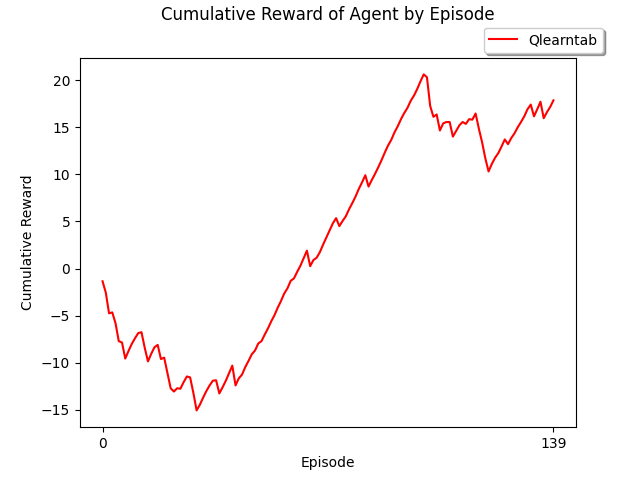 Cumulative Reward of Agent by Episode
Qlearntab
20
15
10
5
0
−5
−10
−15
Cumulative Reward
0 139
Episode